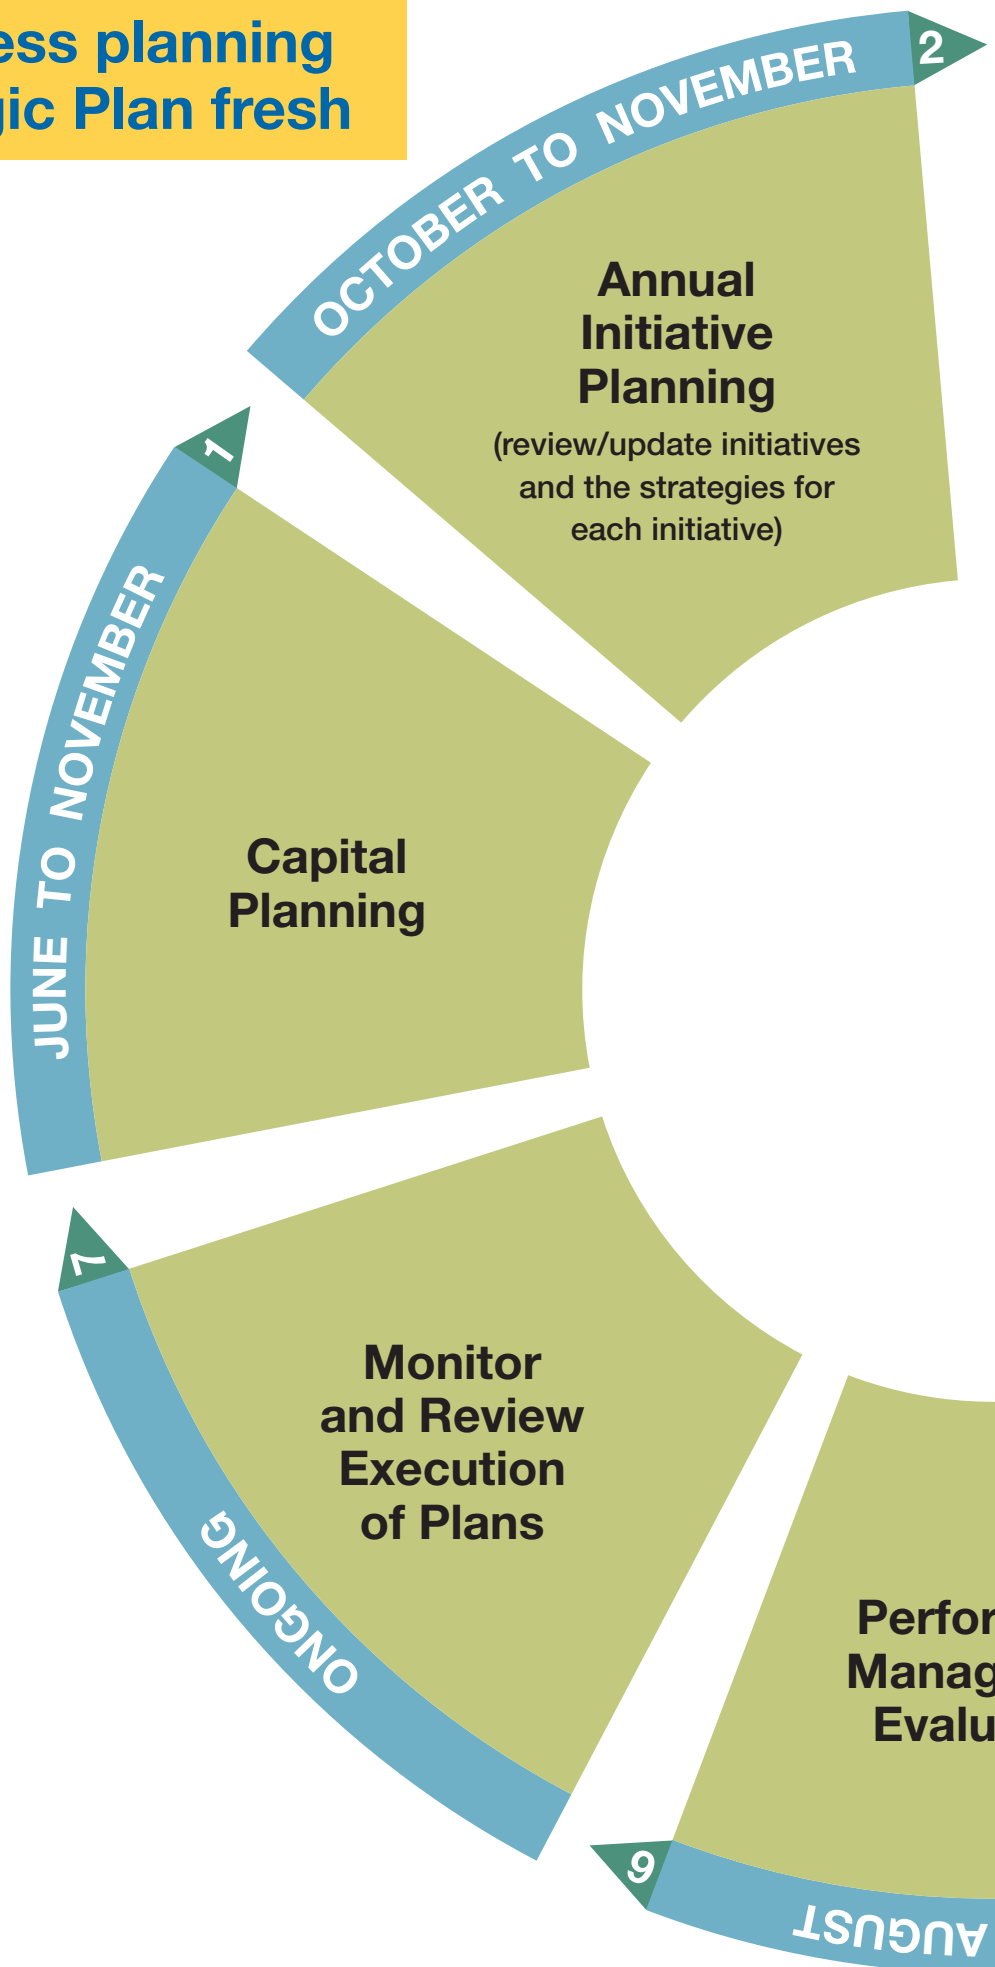 ess planning
gic Plan fresh
2
OCTOBER TO NOVEMBER
Annual
Initiative
Planning
(review/update initiatives
and the strategies for
each initiative)
1
JUNE TO NOVEMBER
Capital
Planning
7
ONGOING
Monitor
and Review
Execution
of Plans
Perfor
Manag
Evalu
6
AUGUST